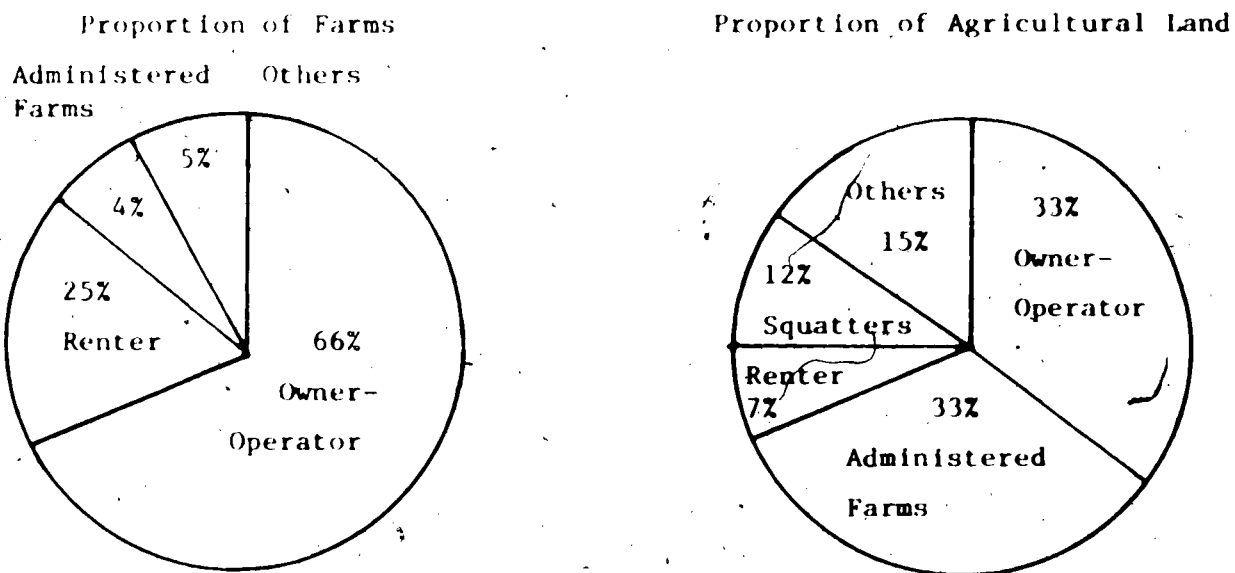 Proportion of Farms
Administered Others
Farms
5%
4%
25%
Renter
66%
Owner-
Operator
Proportion of Agricultural Land
Others
15%
33%
Owner-
Operator
12%
Squatters
Renter
7%
33%
Administered
Farms